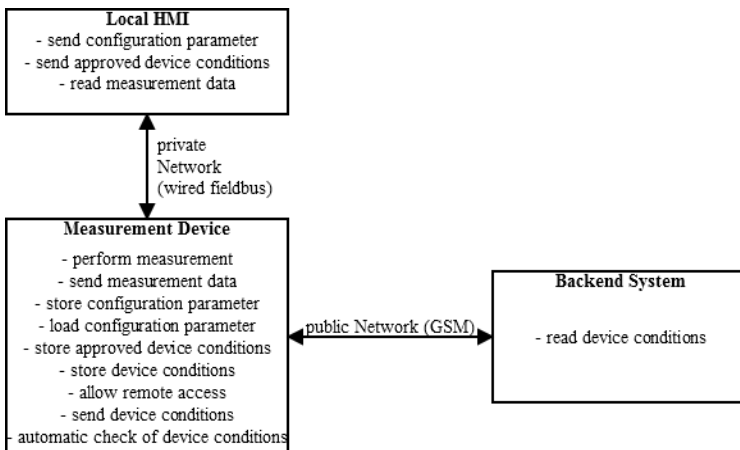 Local HMI
- send configuration parameter
- send approved device conditions
- read measurement data
private
Network
(wired fieldbus)
Measurement Device
- perform measurement
- send measurement data
- store configuration parameter
- load configuration parameter
- store approved device conditions
- store device conditions
- allow remote access
- send device conditions
- automatic check of device conditions
public Network (GSM)
Backend System
- read device conditions